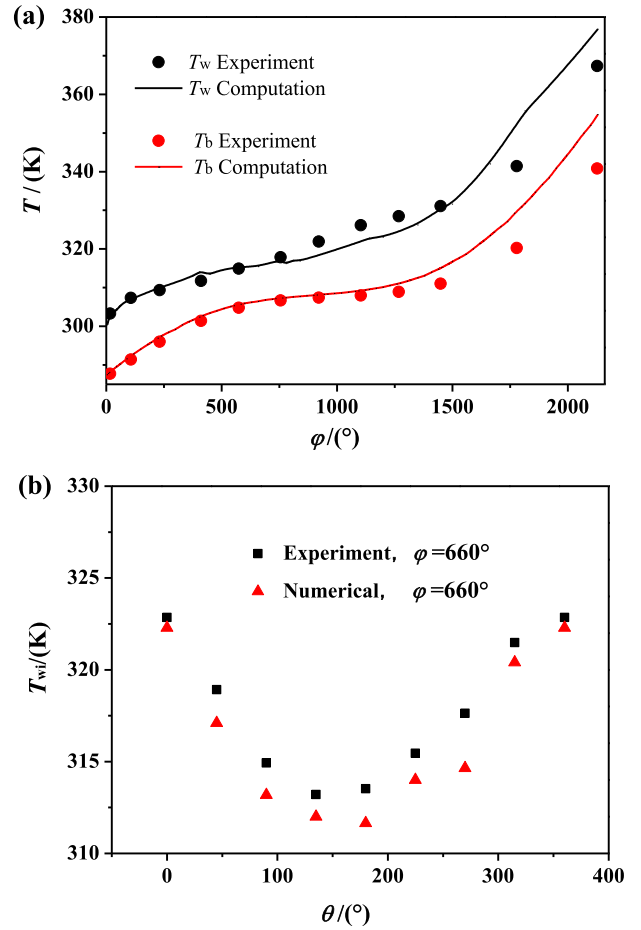 (a)
380
360
340
320
300
T / (K)
Tw Experiment
Tw Computation
Tb Experiment
Tb Computation
0 500 1000 1500 2000
φ/(°)
(b)
330
325
320
315
310
Twi/(K)
Experiment, φ=660°
Numerical, φ=660°
0 100 200 300 400
θ/(°)